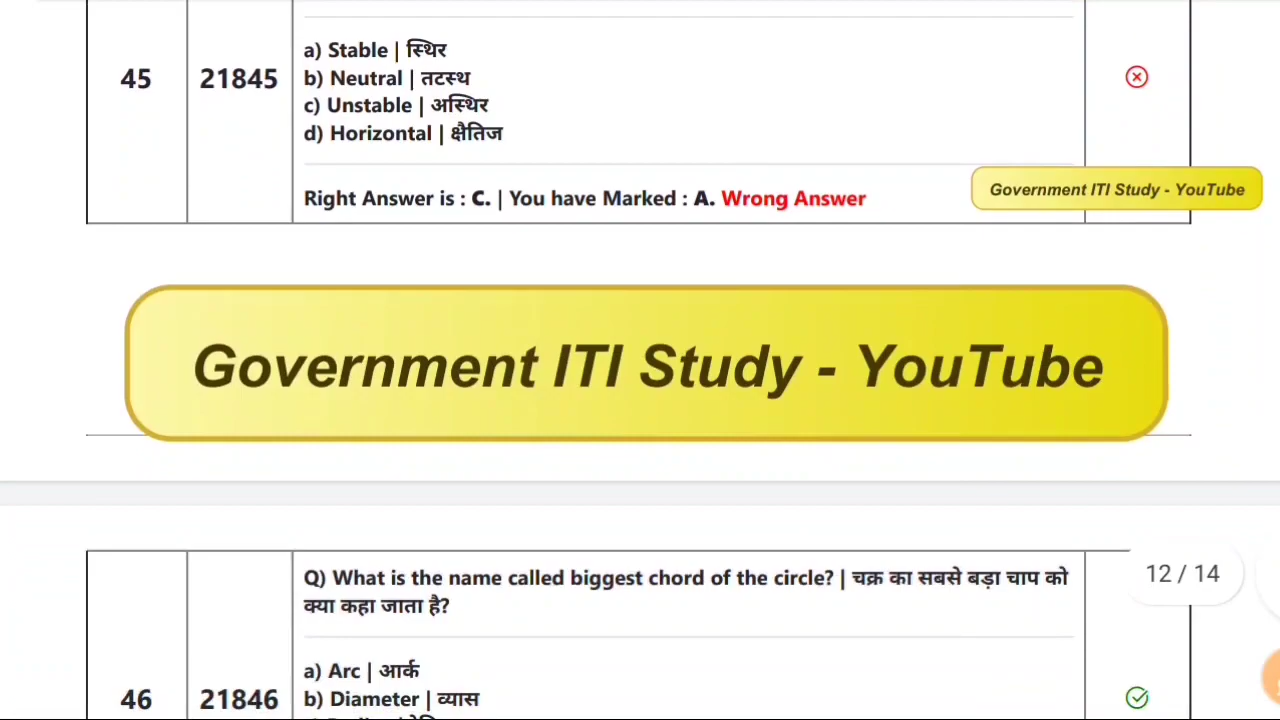 a) Stable | स्थिर
45
21845
b) Neutral | तटस्थ
c) Unstable | अस्थिर
d) Horizontal | क्षैतिज
Right Answer is : C. | You have Marked : A. Wrong Answer
Government ITI Study - YouTube
Government ITI Study - YouTube
12 / 14
Q) What is the name called biggest chord of the circle? | चक्र का सबसे बड़ा चाप को
क्या कहा जाता है?
a) Arc | आर्क
46
21846
b) Diameter | व्यास